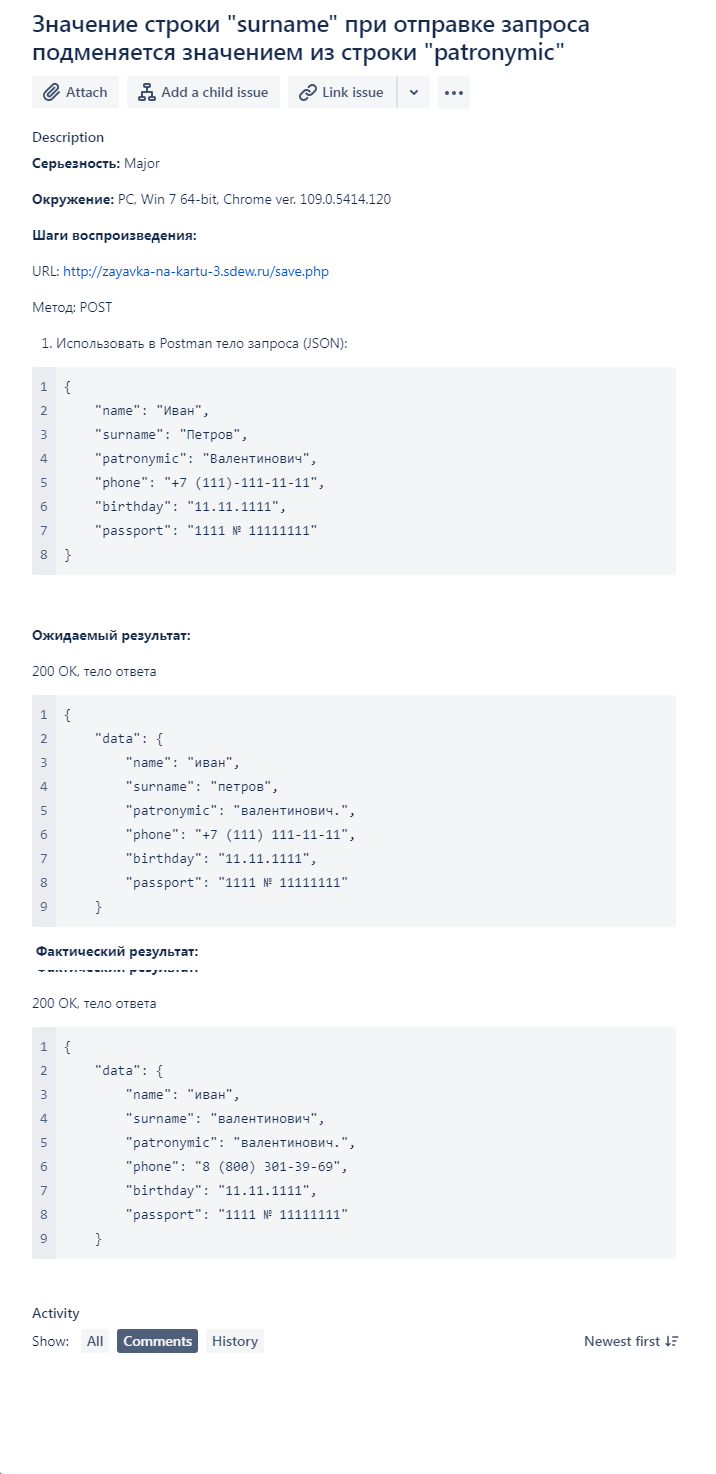 Значение строки "surname" при отправке запроса
подменяется значением из строки "patronymic"
Attach
Add a child issue
Link issue
Description
Серьезность: Major
Окружение: PC, Win 7 64-bit, Chrome ver. 109.0.5414.120
Шаги воспроизведения:
URL: http://zayavka-na-kartu-3.sdew.ru/save.php
Метод: POST
1. Использовать в Postman тело запроса (JSON):
1 {
2 "name": "Иван",
3 "surname": "Петров",
4 "patronymic": "Валентинович",
5 "phone": "+7 (111)-111-11-11",
6 "birthday": "11.11.1111",
7 "passport": "1111 № 11111111"
8 }
Ожидаемый результат:
200 OK, тело ответа
1 {
2 "data": {
3 "name": "иван",
4 "surname": "петров",
5 "patronymic": "валентинович.",
6 "phone": "+7 (111) 111-11-11",
7 "birthday": "11.11.1111",
8 "passport": "1111 № 11111111"
9 }
Фактический результат:
200 OK, тело ответа
1 {
2 "data": {
3 "name": "иван",
4 "surname": "валентинович",
5 "patronymic": "валентинович.",
6 "phone": "8 (800) 301-39-69",
7 "birthday": "11.11.1111",
8 "passport": "1111 № 11111111"
9 }
Activity
Show: All Comments History Newest first